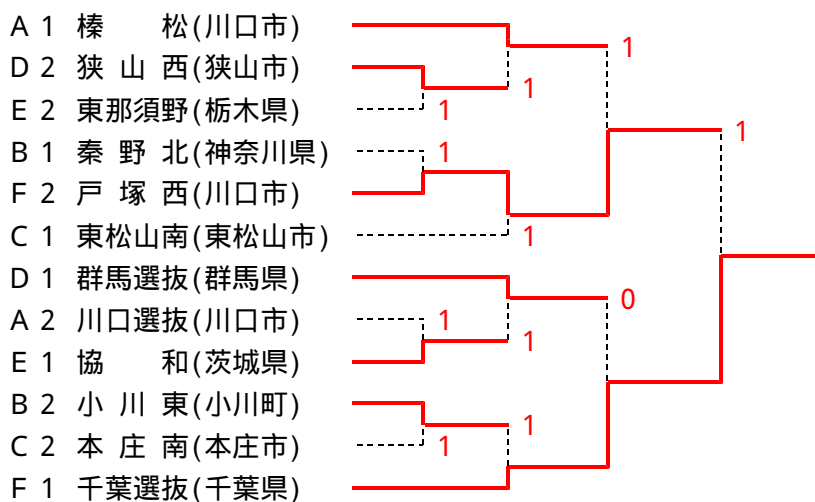 A 1 榛 松(川口市)
1
D 2 狭 山 西(狭山市)
1
E 2 東那須野(栃木県)
1
B 1 秦 野 北(神奈川県)
1
1
F 2 戸 塚 西(川口市)
C 1 東松山南(東松山市)
1
D 1 群馬選抜(群馬県)
0
A 2 川口選抜(川口市)
1
E 1 協 和(茨城県)
1
B 2 小 川 東(小川町)
1
C 2 本 庄 南(本庄市)
1
F 1 千葉選抜(千葉県)